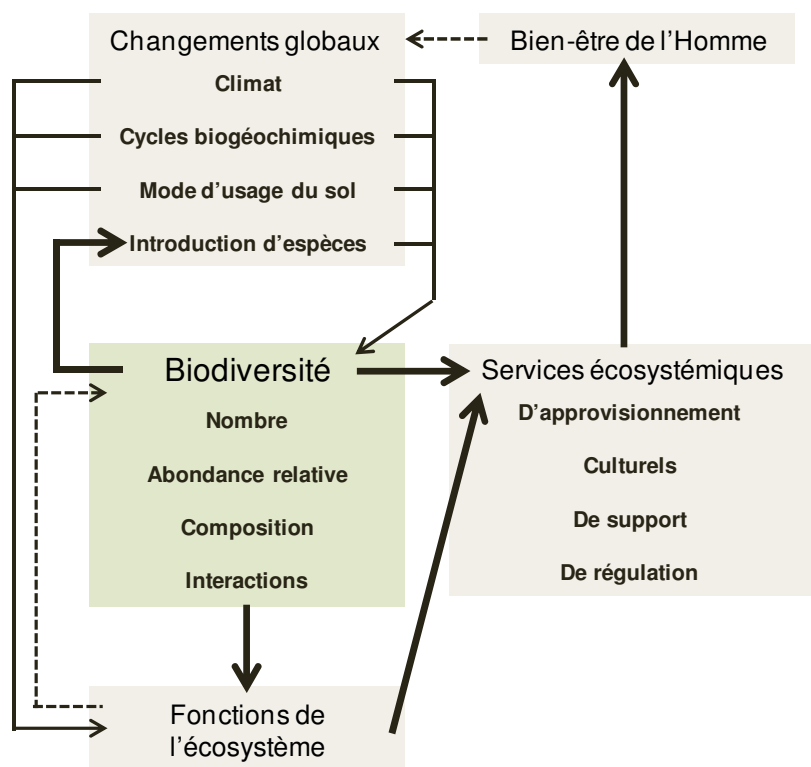 Changements globaux
Climat
Cycles biogéochimiques
Mode d'usage du sol
Introduction d'espèces
Bien-être de l'Homme
Biodiversité
Nombre
Abondance relative
Composition
Interactions
Services écosystémiques
D'approvisionnement
Culturels
De support
De régulation
Fonctions de
l'écosystème